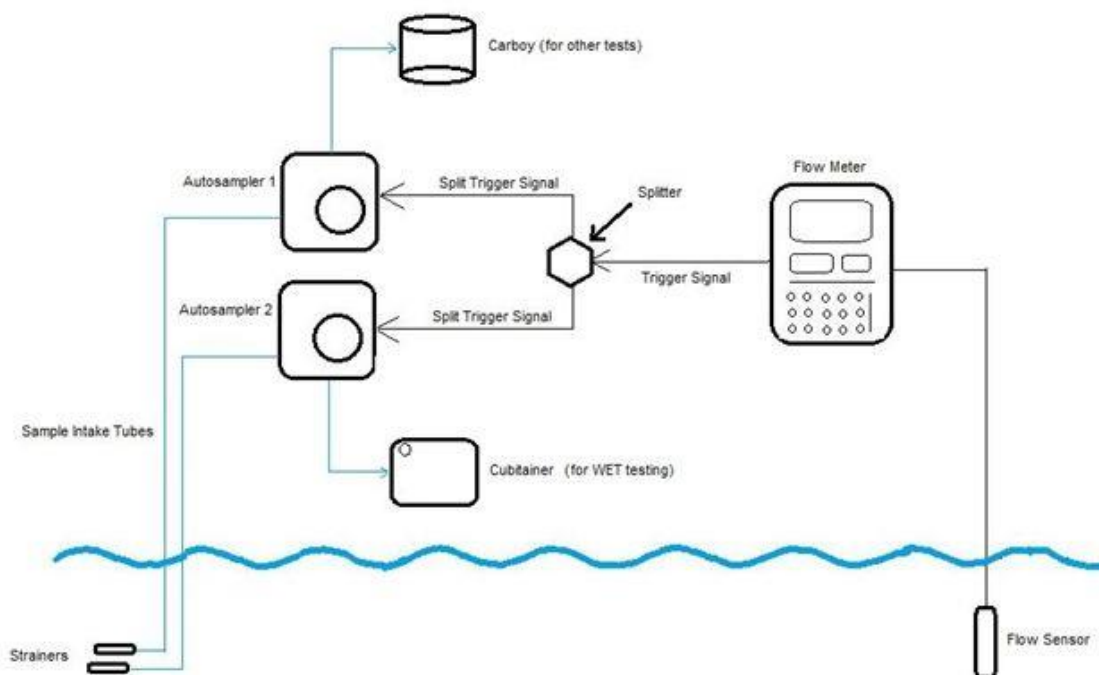 Carboy (for other tests)
Flow Meter
Autosampler 1
Split Trigger Signal
Splitter
Trigger Signal
Autosampler 2
Split Trigger Signal
Sample Intake Tubes
Cubitainer (for WET testing)
Strainers
Flow Sensor